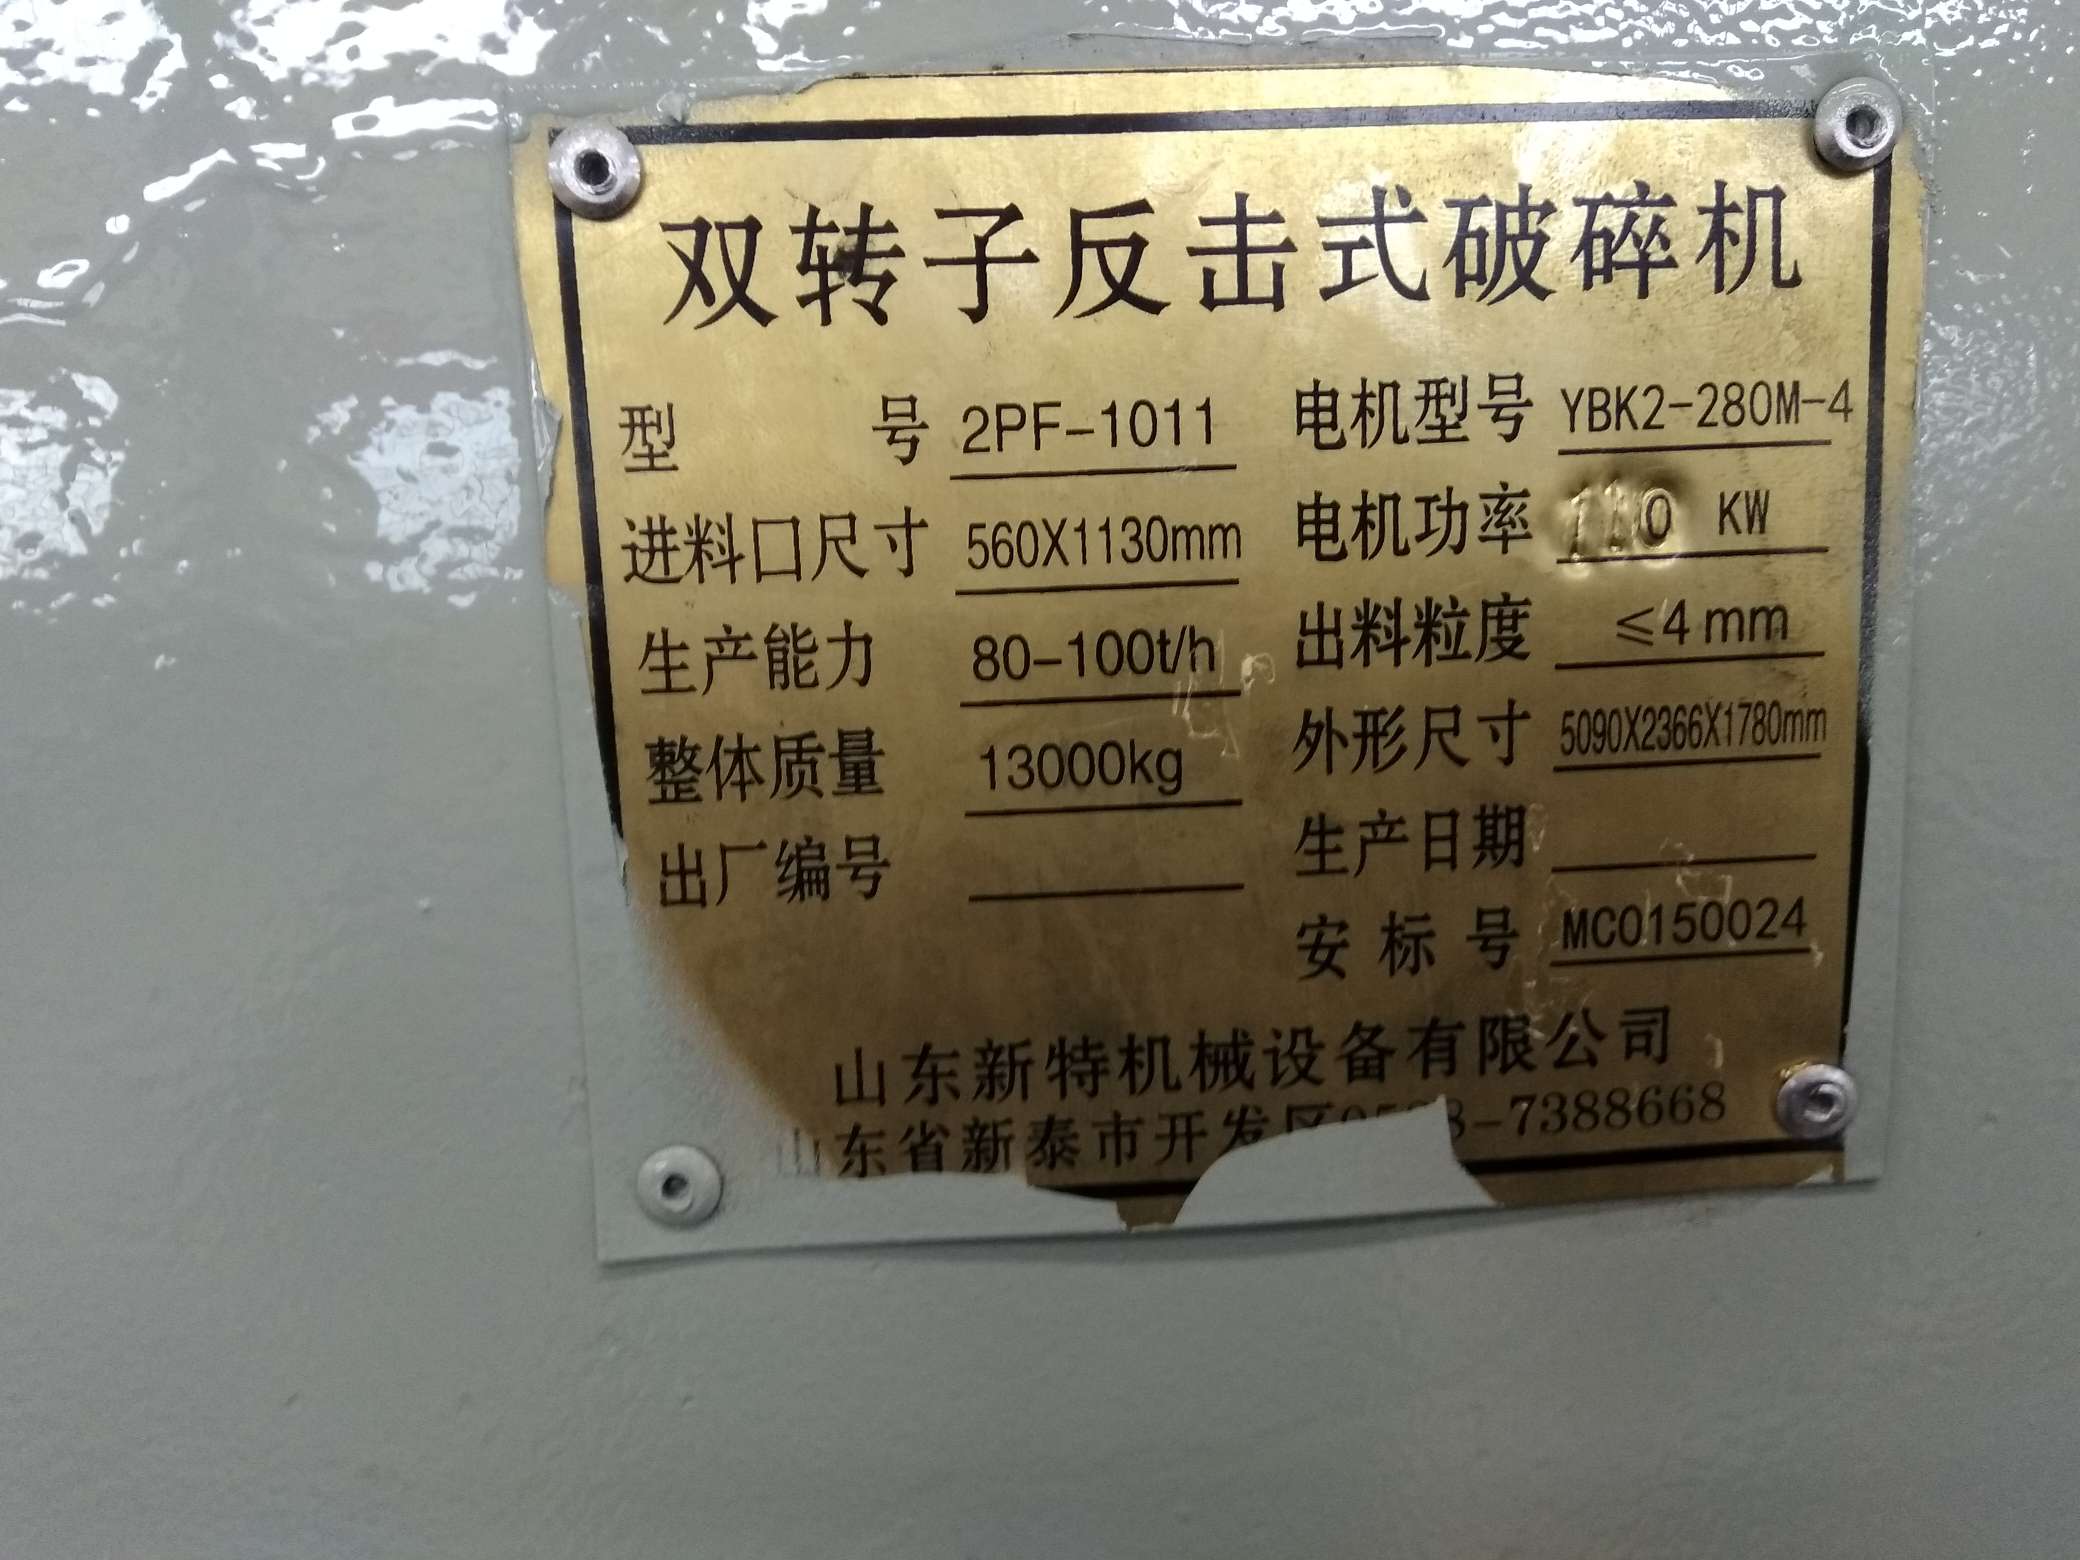 双转子反击式破碎机
型 号 2PF-1011 电机型号 YBK2-280M-4
进料口尺寸 560X1130mm 电机功率 110 KW
生产能力 80-100t/h 出料粒度 ≤4mm
整体质量 13000kg 外形尺寸 5090X2366X1780mm
出厂编号 生产日期
安标号 MC0150024
山东新特机械设备有限公司
山东省新泰市开发区 -7388668